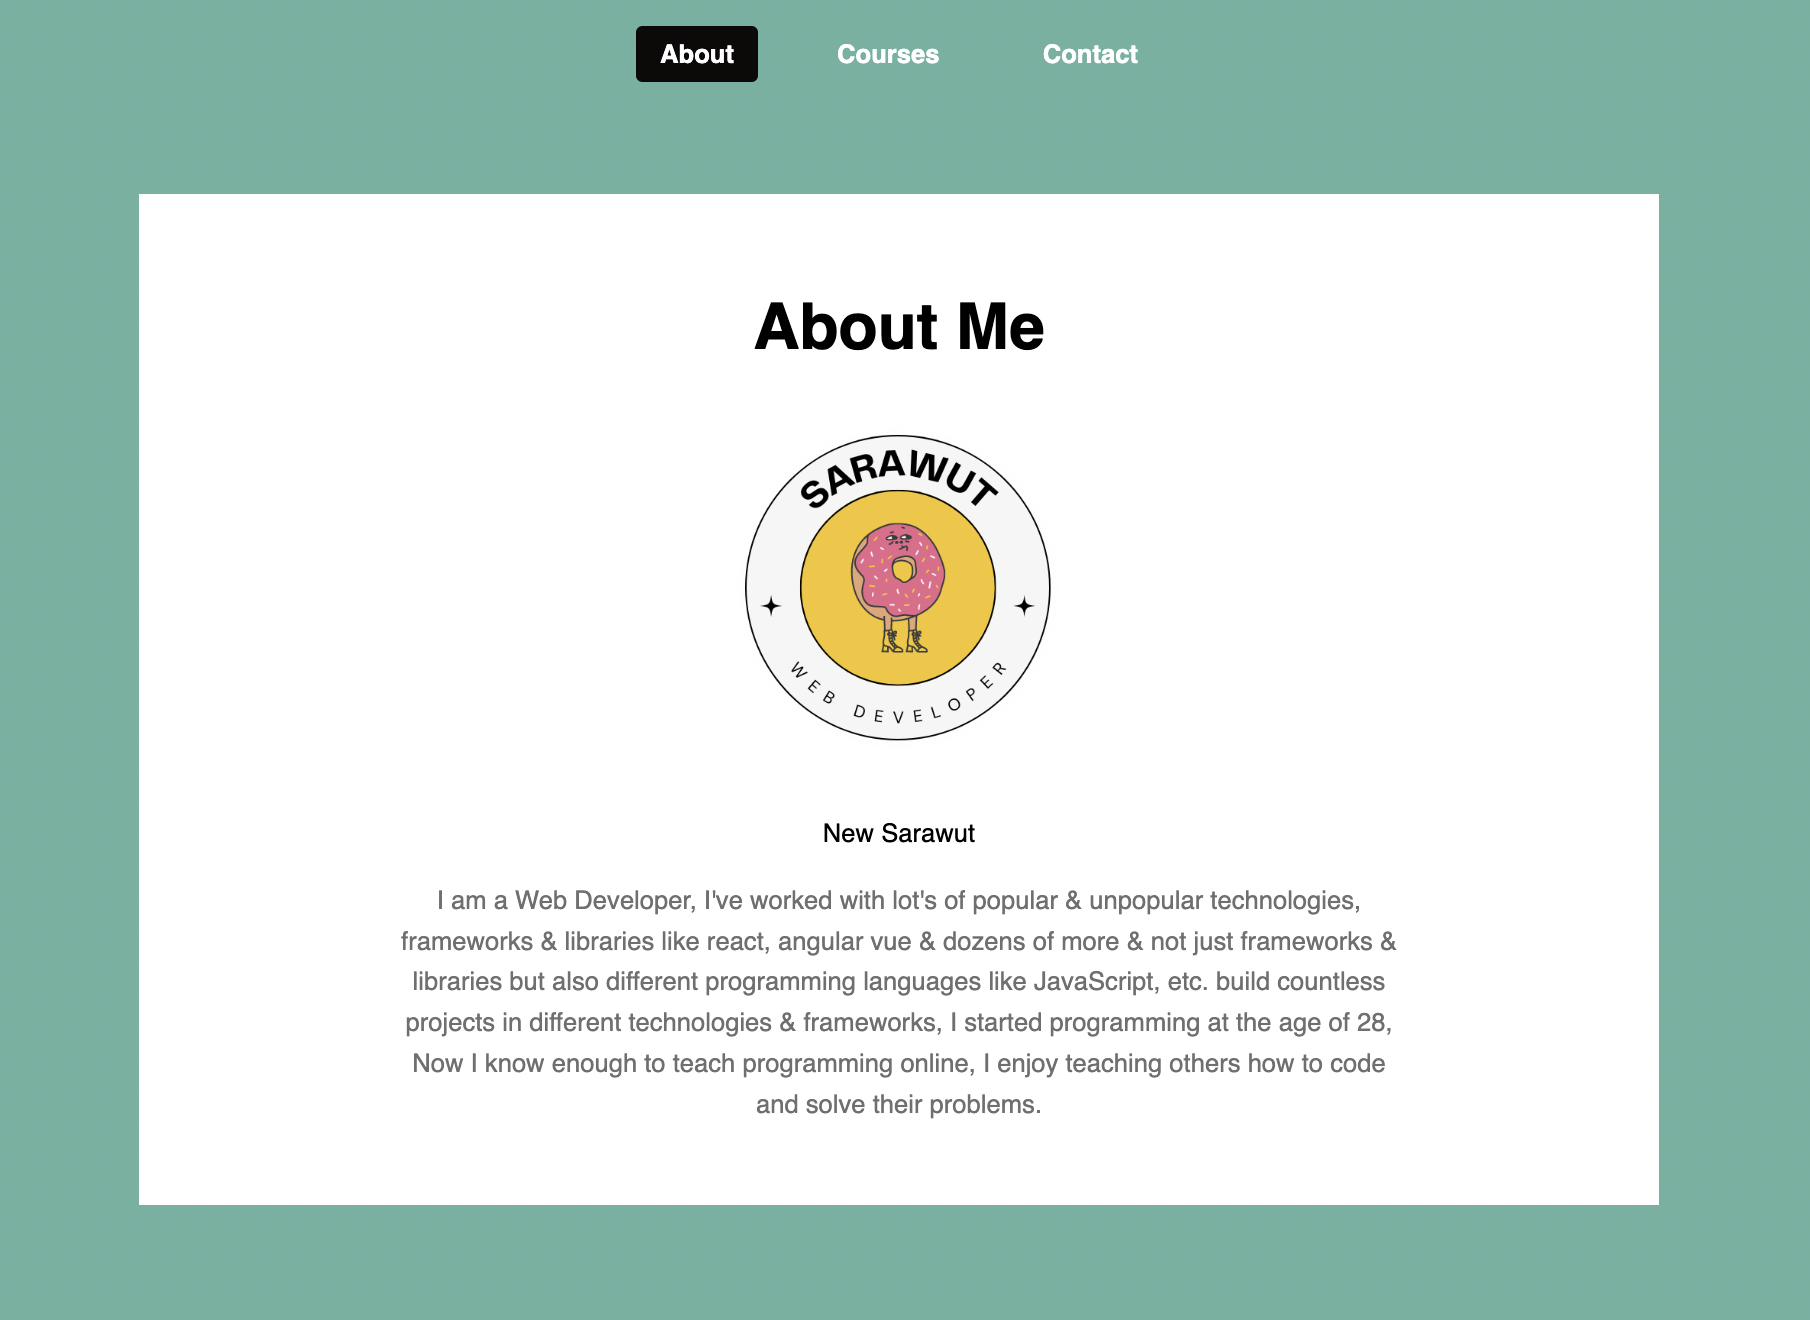 About
Courses
Contact
About Me
SARAWUT
WEB DEVELOPER
New Sarawut
I am a Web Developer, I've worked with lot's of popular & unpopular technologies,
frameworks & libraries like react, angular vue & dozens of more & not just frameworks &
libraries but also different programming languages like JavaScript, etc. build countless
projects in different technologies & frameworks, I started programming at the age of 28,
Now I know enough to teach programming online, I enjoy teaching others how to code
and solve their problems.